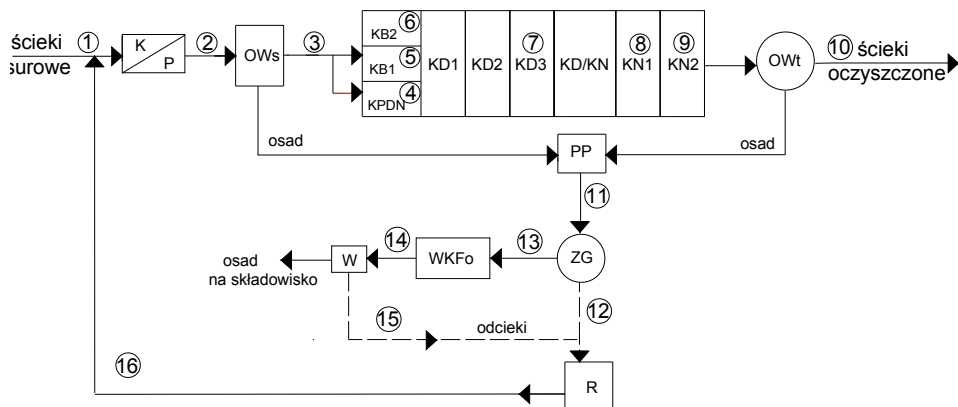 ścieki
surowe
1
K
P
2
OWs
3
KB2
6
KB1
5
KPDN
4
KD1
KD2
7
KD3
KD/KN
8
KN1
9
KN2
OWt
10 ścieki
oczyszczone
osad
PP
osad
11
ZG
13
WKFo
14
W
osad
na składowisko
12
15
odcieki
16
R